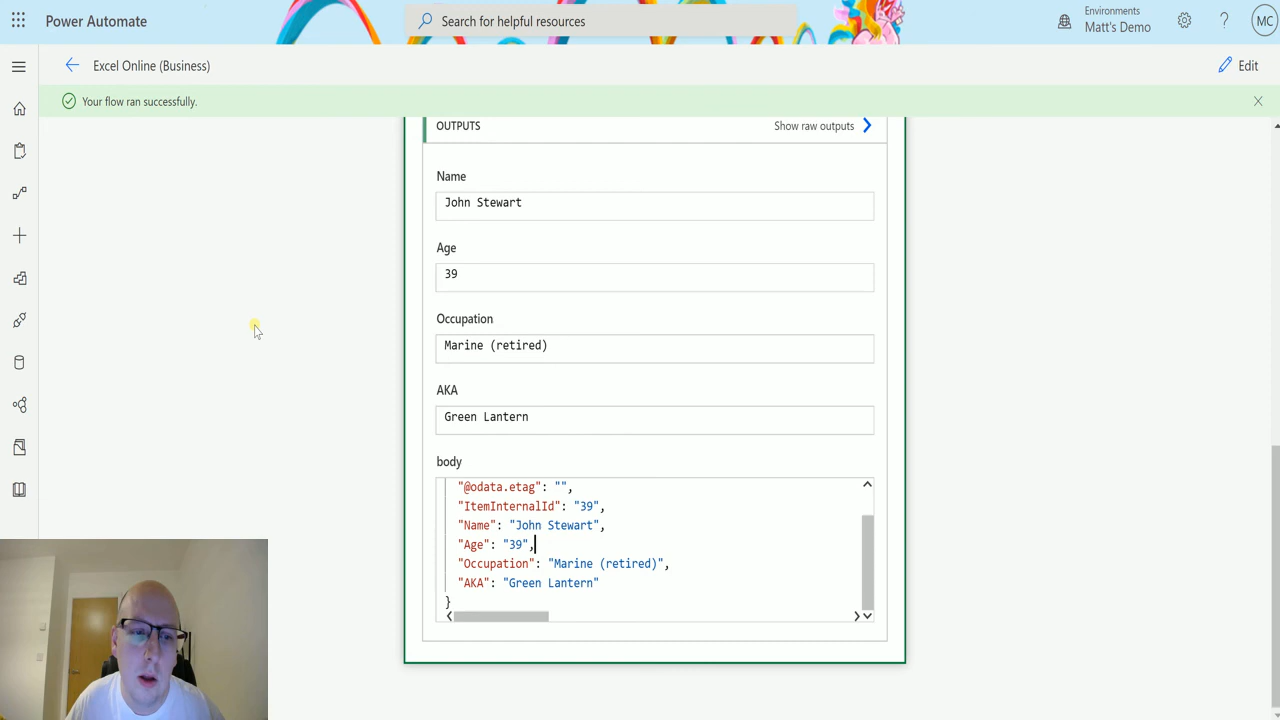 Power Automate
Search for helpful resources
Environments
Matt's Demo
MC
Excel Online (Business)
Edit
Your flow ran successfully.
OUTPUTS
Show raw outputs
Name
John Stewart
Age
39
Occupation
Marine (retired)
AKA
Green Lantern
body
"@odata.etag": "",
"ItemInternalId": "39",
"Name": "John Stewart",
"Age": "39",
"Occupation": "Marine (retired)",
"AKA": "Green Lantern"
}